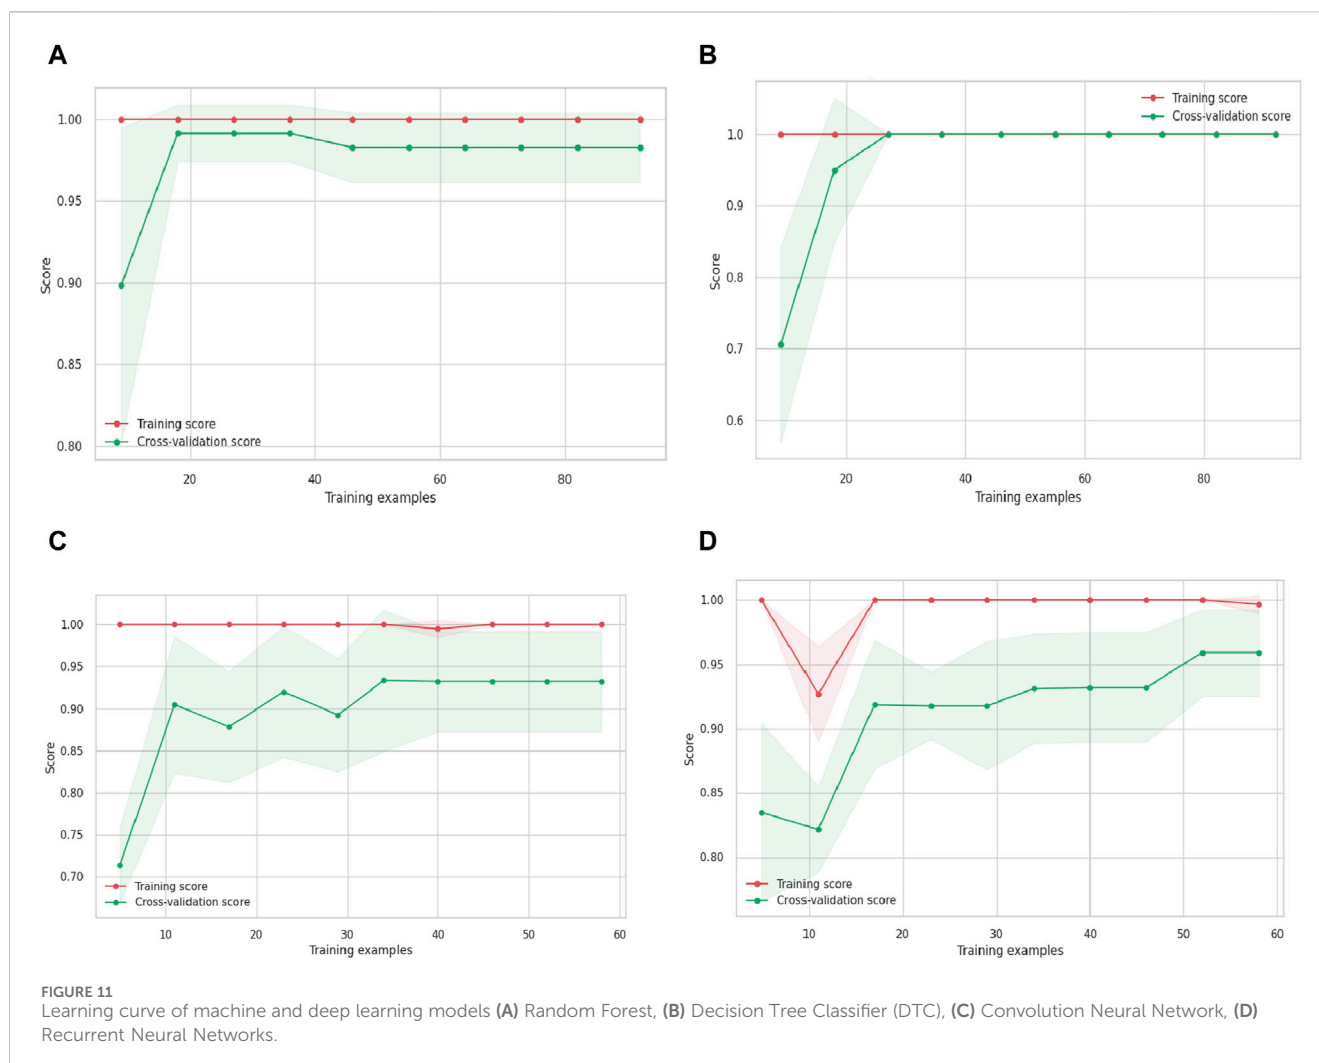 A
1.00
0.95
0.90
0.85
0.80
Score
Training score
Cross-validation score
20
40
60
80
Training examples
B
1.0
0.9
0.8
0.7
0.6
Score
Training score
Cross-validation score
20
40
60
80
Training examples
C
1.00
0.95
0.90
0.85
0.80
0.75
0.70
Score
Training score
Cross-validation score
10
20
30
40
50
60
Training examples
D
1.00
0.95
0.90
0.85
0.80
Score
Training score
Cross-validation score
10
20
30
40
50
60
Training examples
FIGURE 11
Learning curve of machine and deep learning models (A) Random Forest, (B) Decision Tree Classifier (DTC), (C) Convolution Neural Network, (D)
Recurrent Neural Networks.